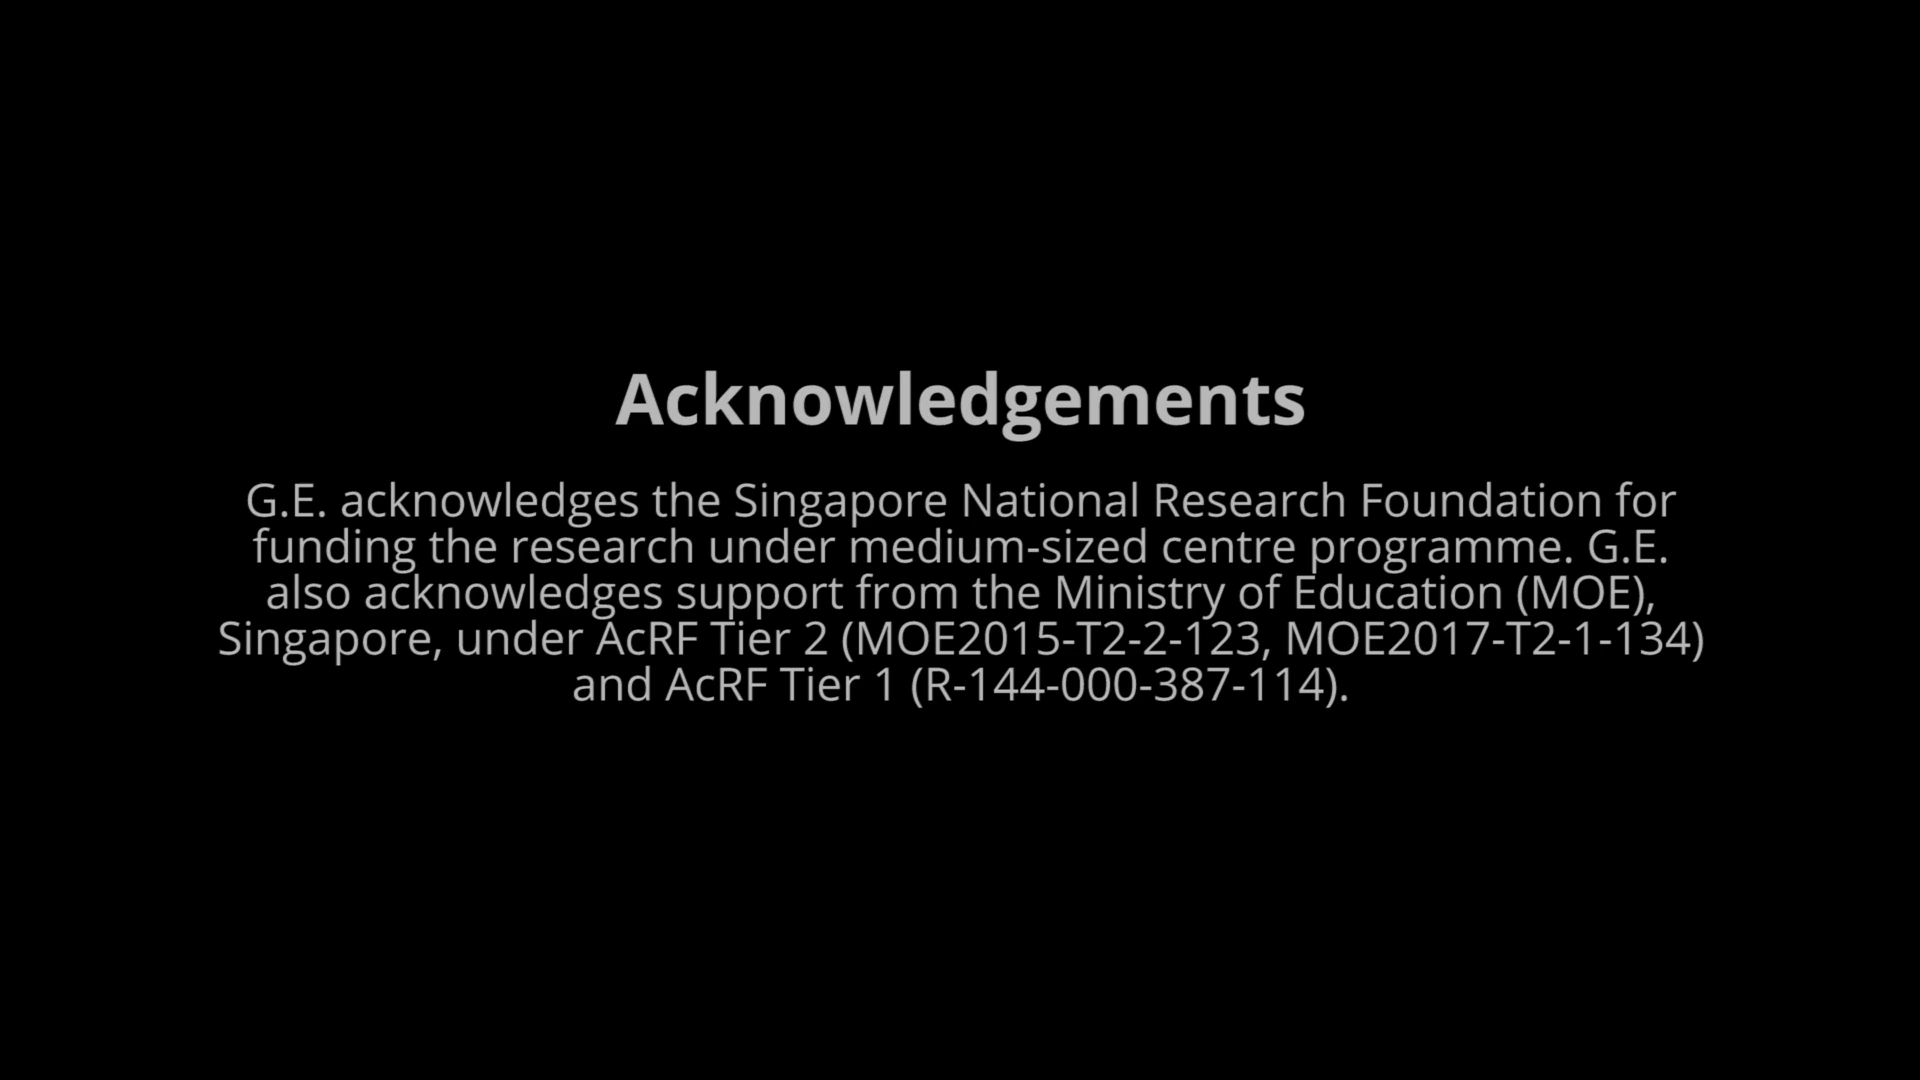 Acknowledgements
G.E. acknowledges the Singapore National Research Foundation for
funding the research under medium-sized centre programme. G.E.
also acknowledges support from the Ministry of Education (MOE),
Singapore, under AcRF Tier 2 (MOE2015-T2-2-123, MOE2017-T2-1-134)
and AcRF Tier 1 (R-144-000-387-114).